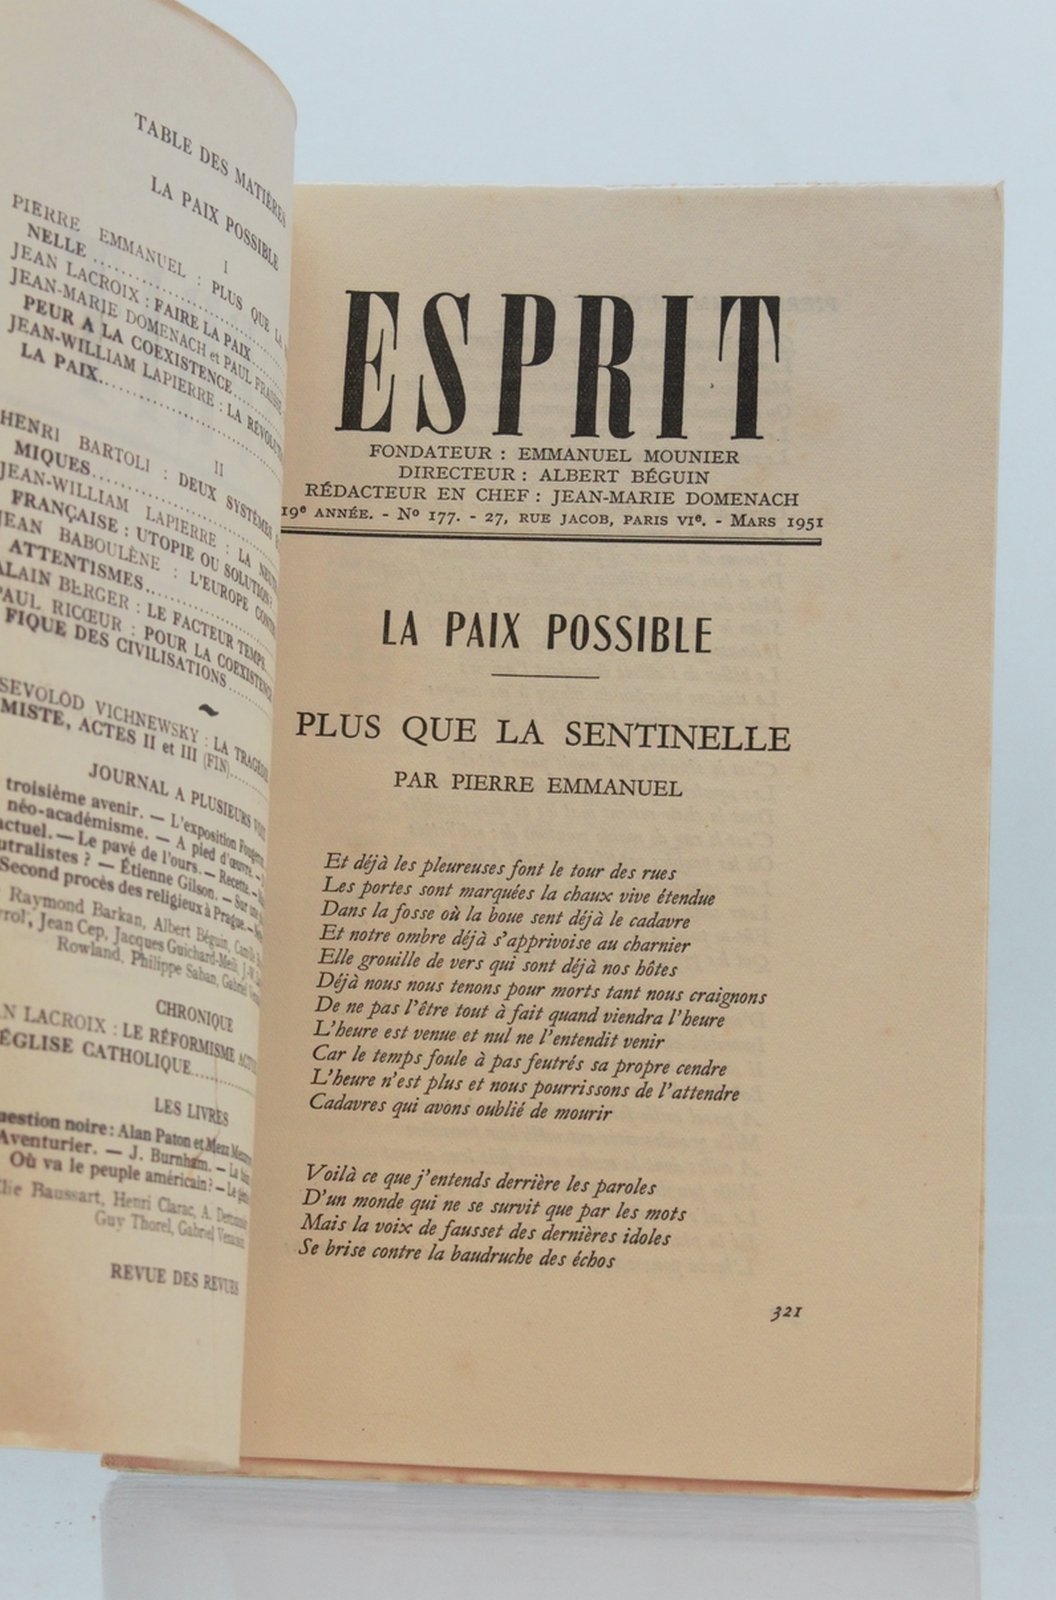 TABLE DES MATIÈRES
LA PAIX POSSIBLE
I
PIERRE EMMANUEL : PLUS QUE LA
NELLE
JEAN LACROIX : FAIRE LA PAIX
JEAN-MARIE DOMENACH et PAUL FRAISSE
PEUR A LA COEXISTENCE
JEAN-WILLIAM LAPIERRE : LA
LA PAIX
II
HENRI BARTOLI : DEUX SYSTÈMES
MIQUES
JEAN-WILLIAM LAPIERRE : LA
FRANÇAISE : UTOPIE OU SOLUTION
JEAN BABOULÈNE : L'EUROPE
ATTENTISMES
ALAIN BERGER : LE FACTEUR TEMPS
PAUL RICŒUR : POUR LA COEXISTENCE
FIQUE DES CIVILISATIONS
SEVOLOD VICHNEWSKY : LA
MISTE, ACTES II et III (FIN)
JOURNAL A PLUSIEURS
troisième avenir. — L'exposition
néo-académisme. — A pied d'œuvre. —
actuel. — Le pavé de l'ours. — Recette. —
utralistes ? — Étienne Gilson. — Sur
Second procès des religieux à Prague. —
Raymond Barkan, Albert Béguin,
Jean Cep, Jacques Guichard-Meili,
Rowland, Philippe Saban, Gabriel
CHRONIQUE
N LACROIX : LE RÉFORMISME
ÉGLISE CATHOLIQUE
LES LIVRES
uestion noire : Alan Paton et
Aventurier. — J. Burnham. —
Où va le peuple américain ? — Le
lie Baussart, Henri Clarac, A.
Guy Thorel, Gabriel
REVUE DES REVUES
ESPRIT
FONDATEUR : EMMANUEL MOUNIER
DIRECTEUR : ALBERT BÉGUIN
RÉDACTEUR EN CHEF : JEAN-MARIE DOMENACH
19e ANNÉE. - No 177. - 27, RUE JACOB, PARIS VIe. - MARS 1951
LA PAIX POSSIBLE
PLUS QUE LA SENTINELLE
PAR PIERRE EMMANUEL
Et déjà les pleureuses font le tour des rues
Les portes sont marquées la chaux vive étendue
Dans la fosse où la boue sent déjà le cadavre
Et notre ombre déjà s'apprivoise au charnier
Elle grouille de vers qui sont déjà nos hôtes
Déjà nous nous tenons pour morts tant nous craignons
De ne pas l'être tout à fait quand viendra l'heure
L'heure est venue et nul ne l'entendit venir
Car le temps foule à pas feutrés sa propre cendre
L'heure n'est plus et nous pourrissons de l'attendre
Cadavres qui avons oublié de mourir
Voilà ce que j'entends derrière les paroles
D'un monde qui ne se survit que par les mots
Mais la voix de fausset des dernières idoles
Se brise contre la baudruche des échos
321